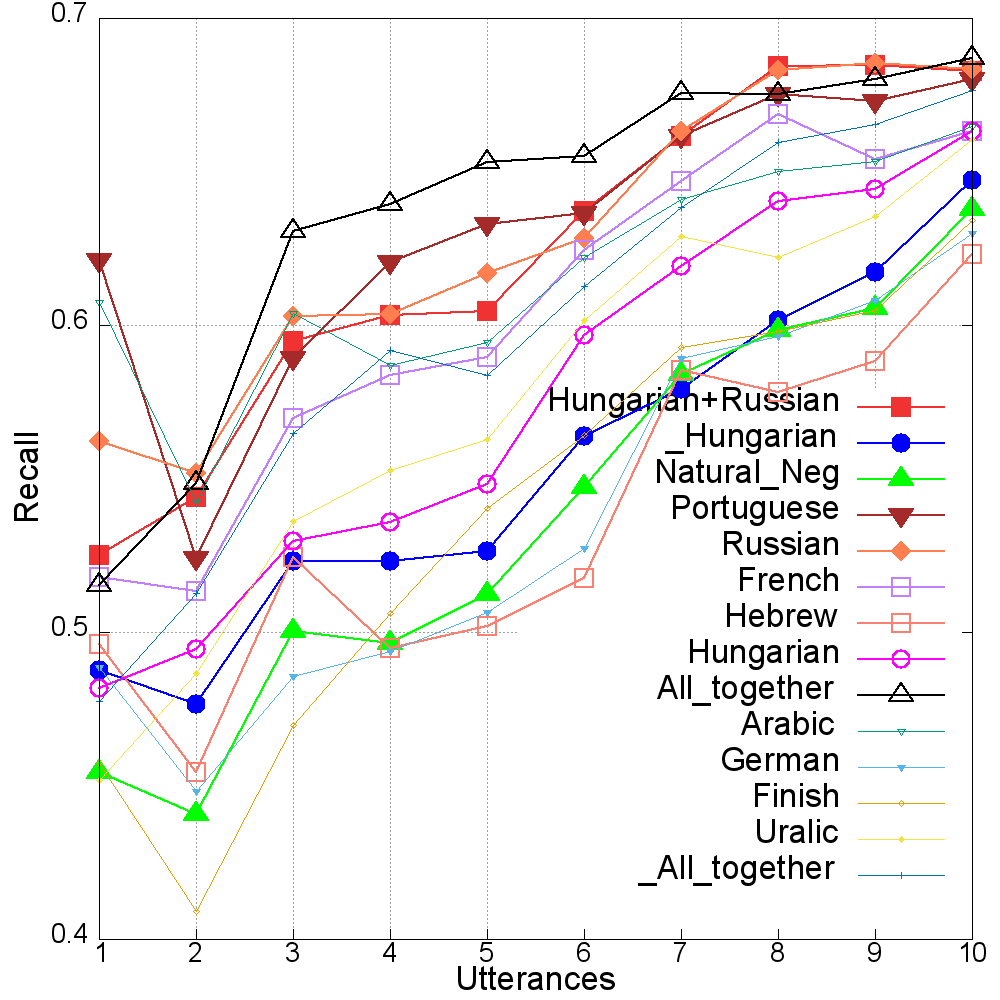 0.7
0.6
0.5
0.4
Recall
Hungarian+Russian
_Hungarian
Natural_Neg
Portuguese
Russian
French
Hebrew
Hungarian
All_together
Arabic
German
Finish
Uralic
_All_together
1 2 3 4 5 6 7 8 9 10
Utterances